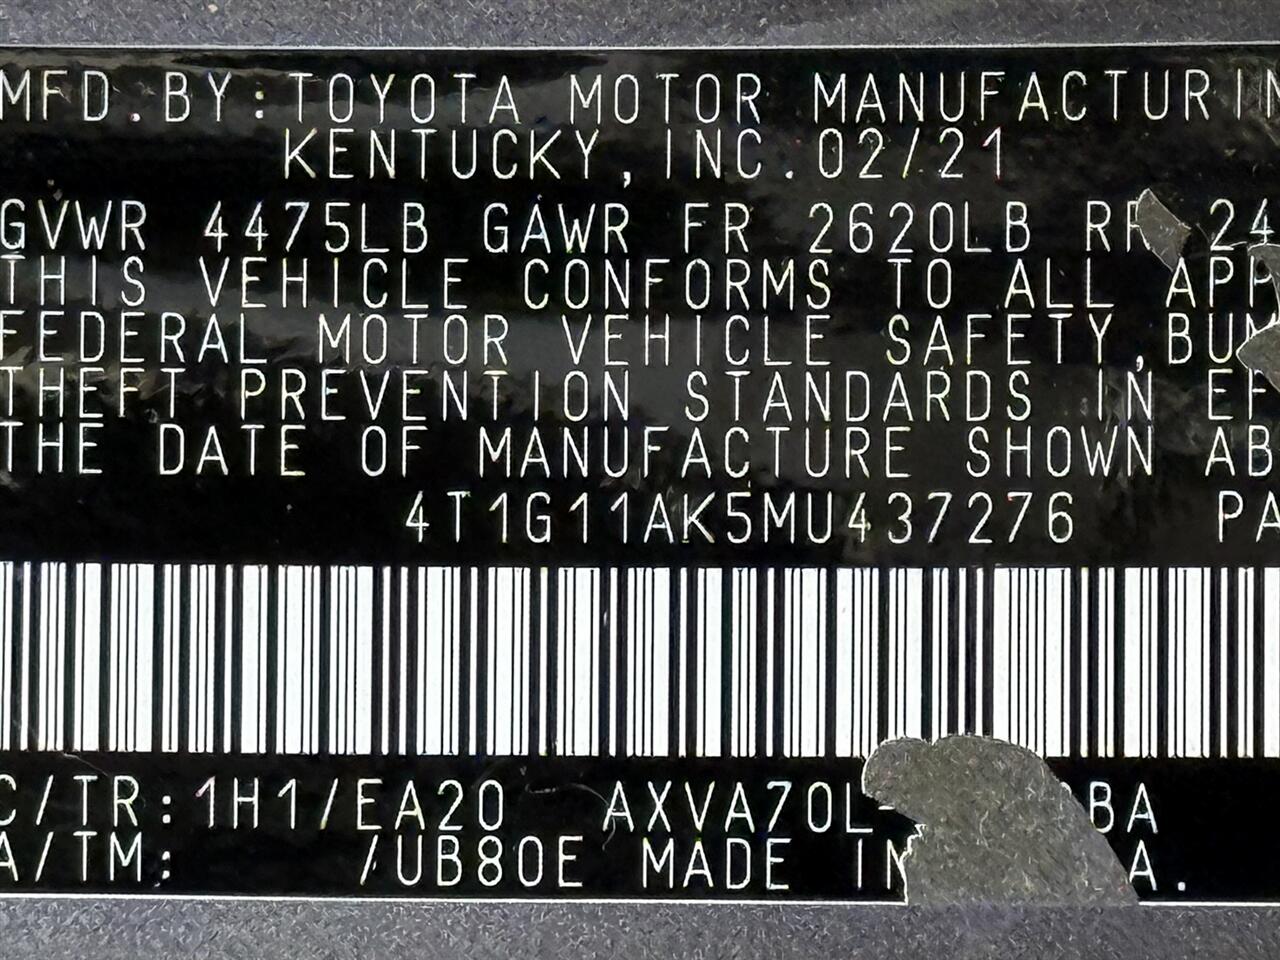 MFD.BY:TOYOTA MOTOR MANUFACTURIN
KENTUCKY,INC.02/21
GVWR 4475LB GAWR FR 2620LB RR 24
THIS VEHICLE CONFORMS TO ALL APP
FEDERAL MOTOR VEHICLE SAFETY,BUM
THEFT PREVENTION STANDARDS IN EF
THE DATE OF MANUFACTURE SHOWN AB
4T1G11AK5MU437276 PA
C/TR:1H1/EA20 AXVA70L- BA
A/TM: /UB80E MADE IN A.